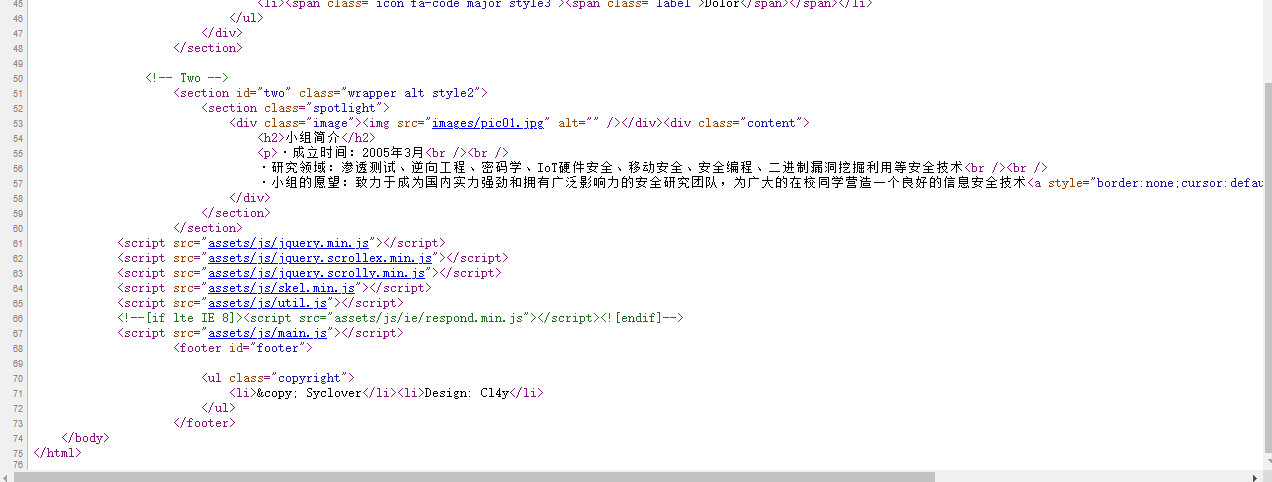 45 <li><span class="icon fa-code major style3"><span class="label">Dolor</span></span></li>
46 </ul>
47 </div>
48 </section>
49
50 <!-- Two -->
51 <section id="two" class="wrapper alt style2">
52 <section class="spotlight">
53 <div class="image"><img src="images/pic01.jpg" alt="" /></div><div class="content">
54 <h2>小组简介</h2>
55 <p>·成立时间：2005年3月<br /><br />
56 ·研究领域：渗透测试、逆向工程、密码学、IoT硬件安全、移动安全、安全编程、二进制漏洞挖掘利用等安全技术<br /><br />
57 ·小组的愿望：致力于成为国内实力强劲和拥有广泛影响力的安全研究团队，为广大的在校同学营造一个良好的信息安全技术<a style="border:none;cursor:defau
58 </div>
59 </section>
60 </section>
61 <script src="assets/js/jquery.min.js"></script>
62 <script src="assets/js/jquery.scrollex.min.js"></script>
63 <script src="assets/js/jquery.scrolly.min.js"></script>
64 <script src="assets/js/skel.min.js"></script>
65 <script src="assets/js/util.js"></script>
66 <!--[if lte IE 8]><script src="assets/js/ie/respond.min.js"></script><![endif]-->
67 <script src="assets/js/main.js"></script>
68 <footer id="footer">
69
70 <ul class="copyright">
71 <li>&copy; Syclover</li><li>Design: Cl4y</li>
72 </ul>
73 </footer>
74 </body>
75 </html>
76